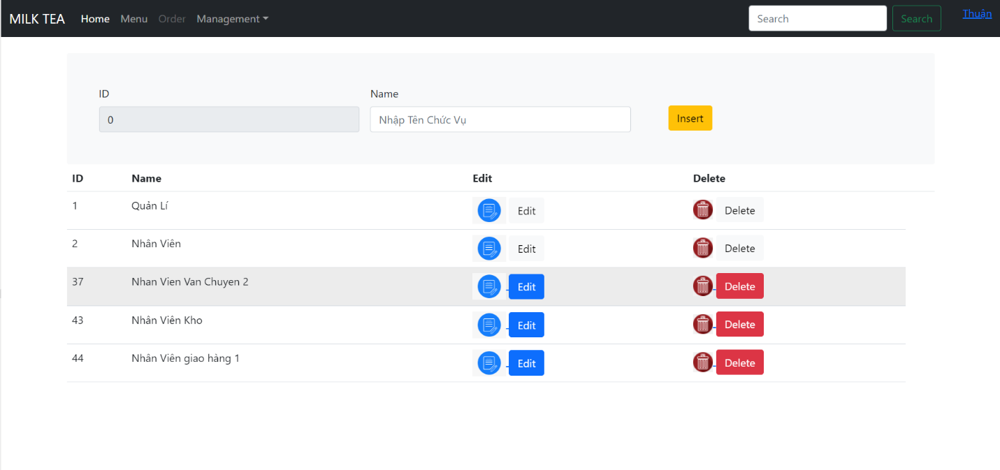 MILK TEA Home Menu Order Management Search Search Thuận
ID Name
0 Nhập Tên Chức Vụ Insert
ID Name Edit Delete
1 Quản Lí Edit Delete
2 Nhân Viên Edit Delete
37 Nhan Vien Van Chuyen 2 Edit Delete
43 Nhân Viên Kho Edit Delete
44 Nhân Viên giao hàng 1 Edit Delete